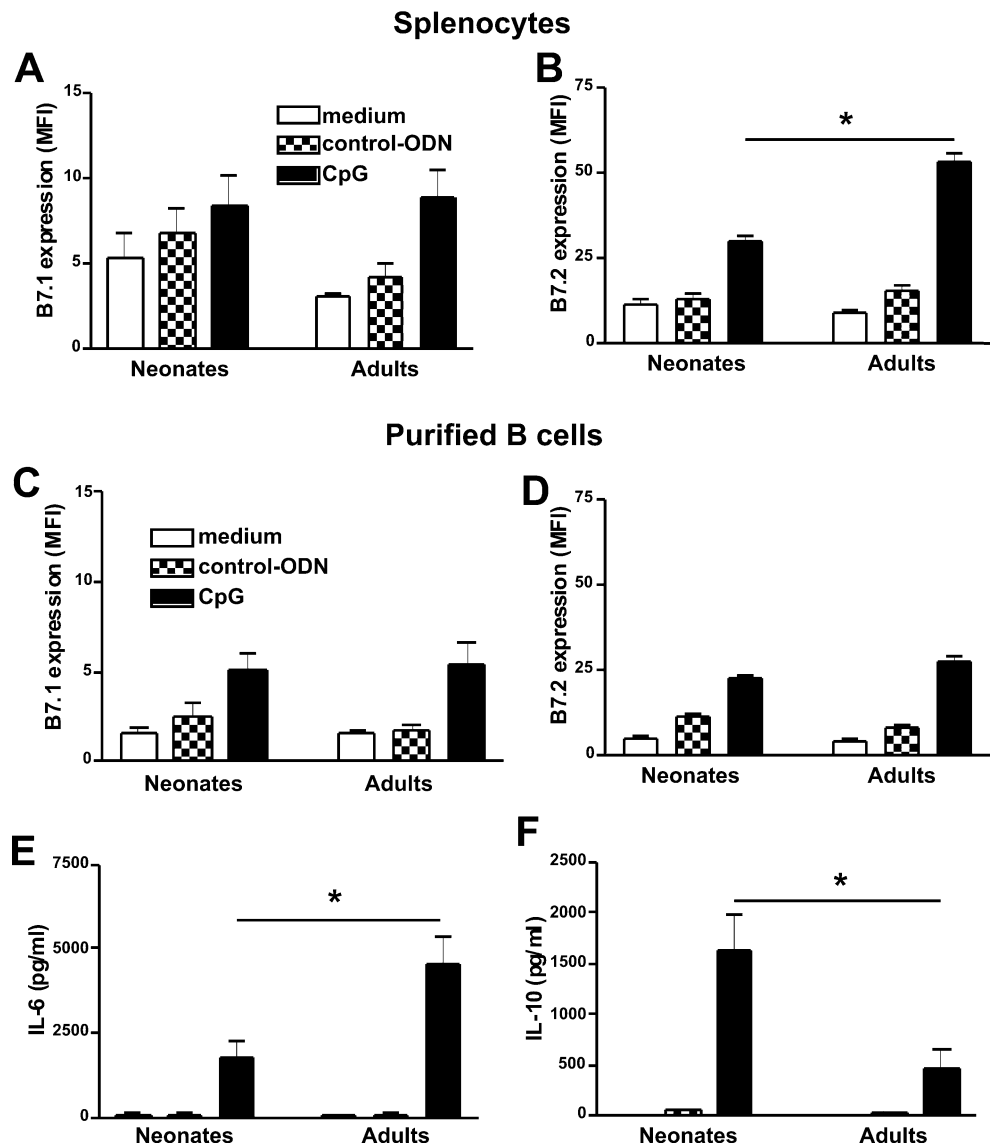 Splenocytes
A
B7.1 expression (MFI)
15
10
5
0
medium
control-ODN
CpG
Neonates
Adults
B
B7.2 expression (MFI)
75
50
25
0
*
Neonates
Adults
Purified B cells
C
B7.1 expression (MFI)
15
10
5
0
medium
control-ODN
CpG
Neonates
Adults
D
B7.2 expression (MFI)
75
50
25
0
Neonates
Adults
E
IL-6 (pg/ml)
7500
5000
2500
0
*
Neonates
Adults
F
IL-10 (pg/ml)
2500
2000
1500
1000
500
0
*
Neonates
Adults